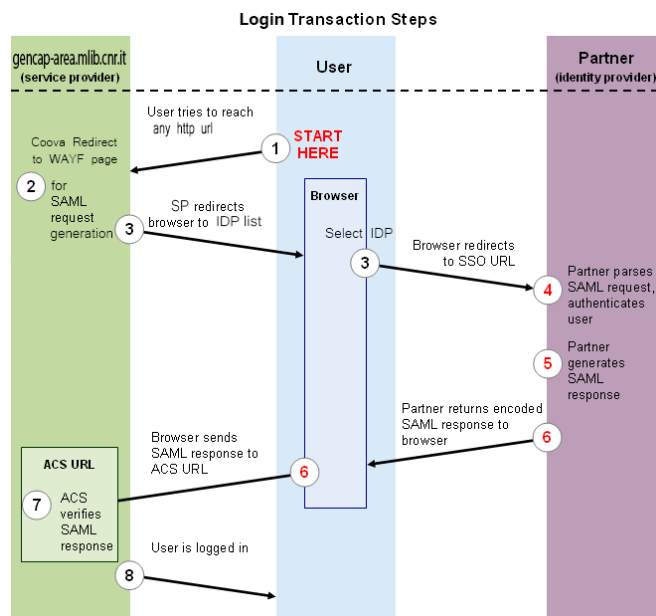 Login Transaction Steps
gencap-area.mlib.cnr.it
(service provider)
User
Partner
(identity provider)
User tries to reach
any http url
1
START
HERE
Coova Redirect
to WAYF page
2
for
SAML
request
generation
3
SP redirects
browser to IDP list
Browser
Select IDP
3
Browser redirects
to SSO URL
4
Partner parses
SAML request,
authenticates
user
5
Partner
generates
SAML
response
Partner returns encoded
SAML response to
browser
6
Browser sends
SAML response to
ACS URL
6
ACS URL
7
ACS
verifies
SAML
response
User is logged in
8